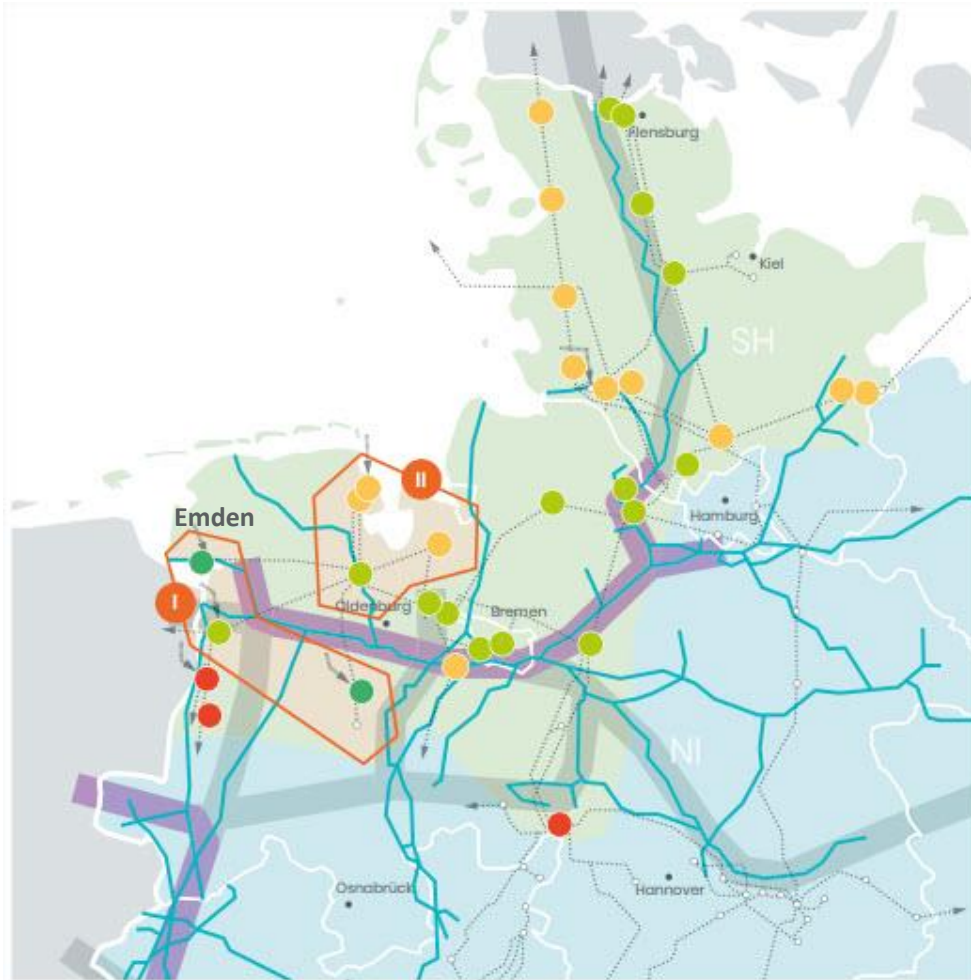 Flensburg
Kiel
SH
II
Emden
Hamburg
I
Oldenburg
Bremen
NI
Osnabrück
Hannover